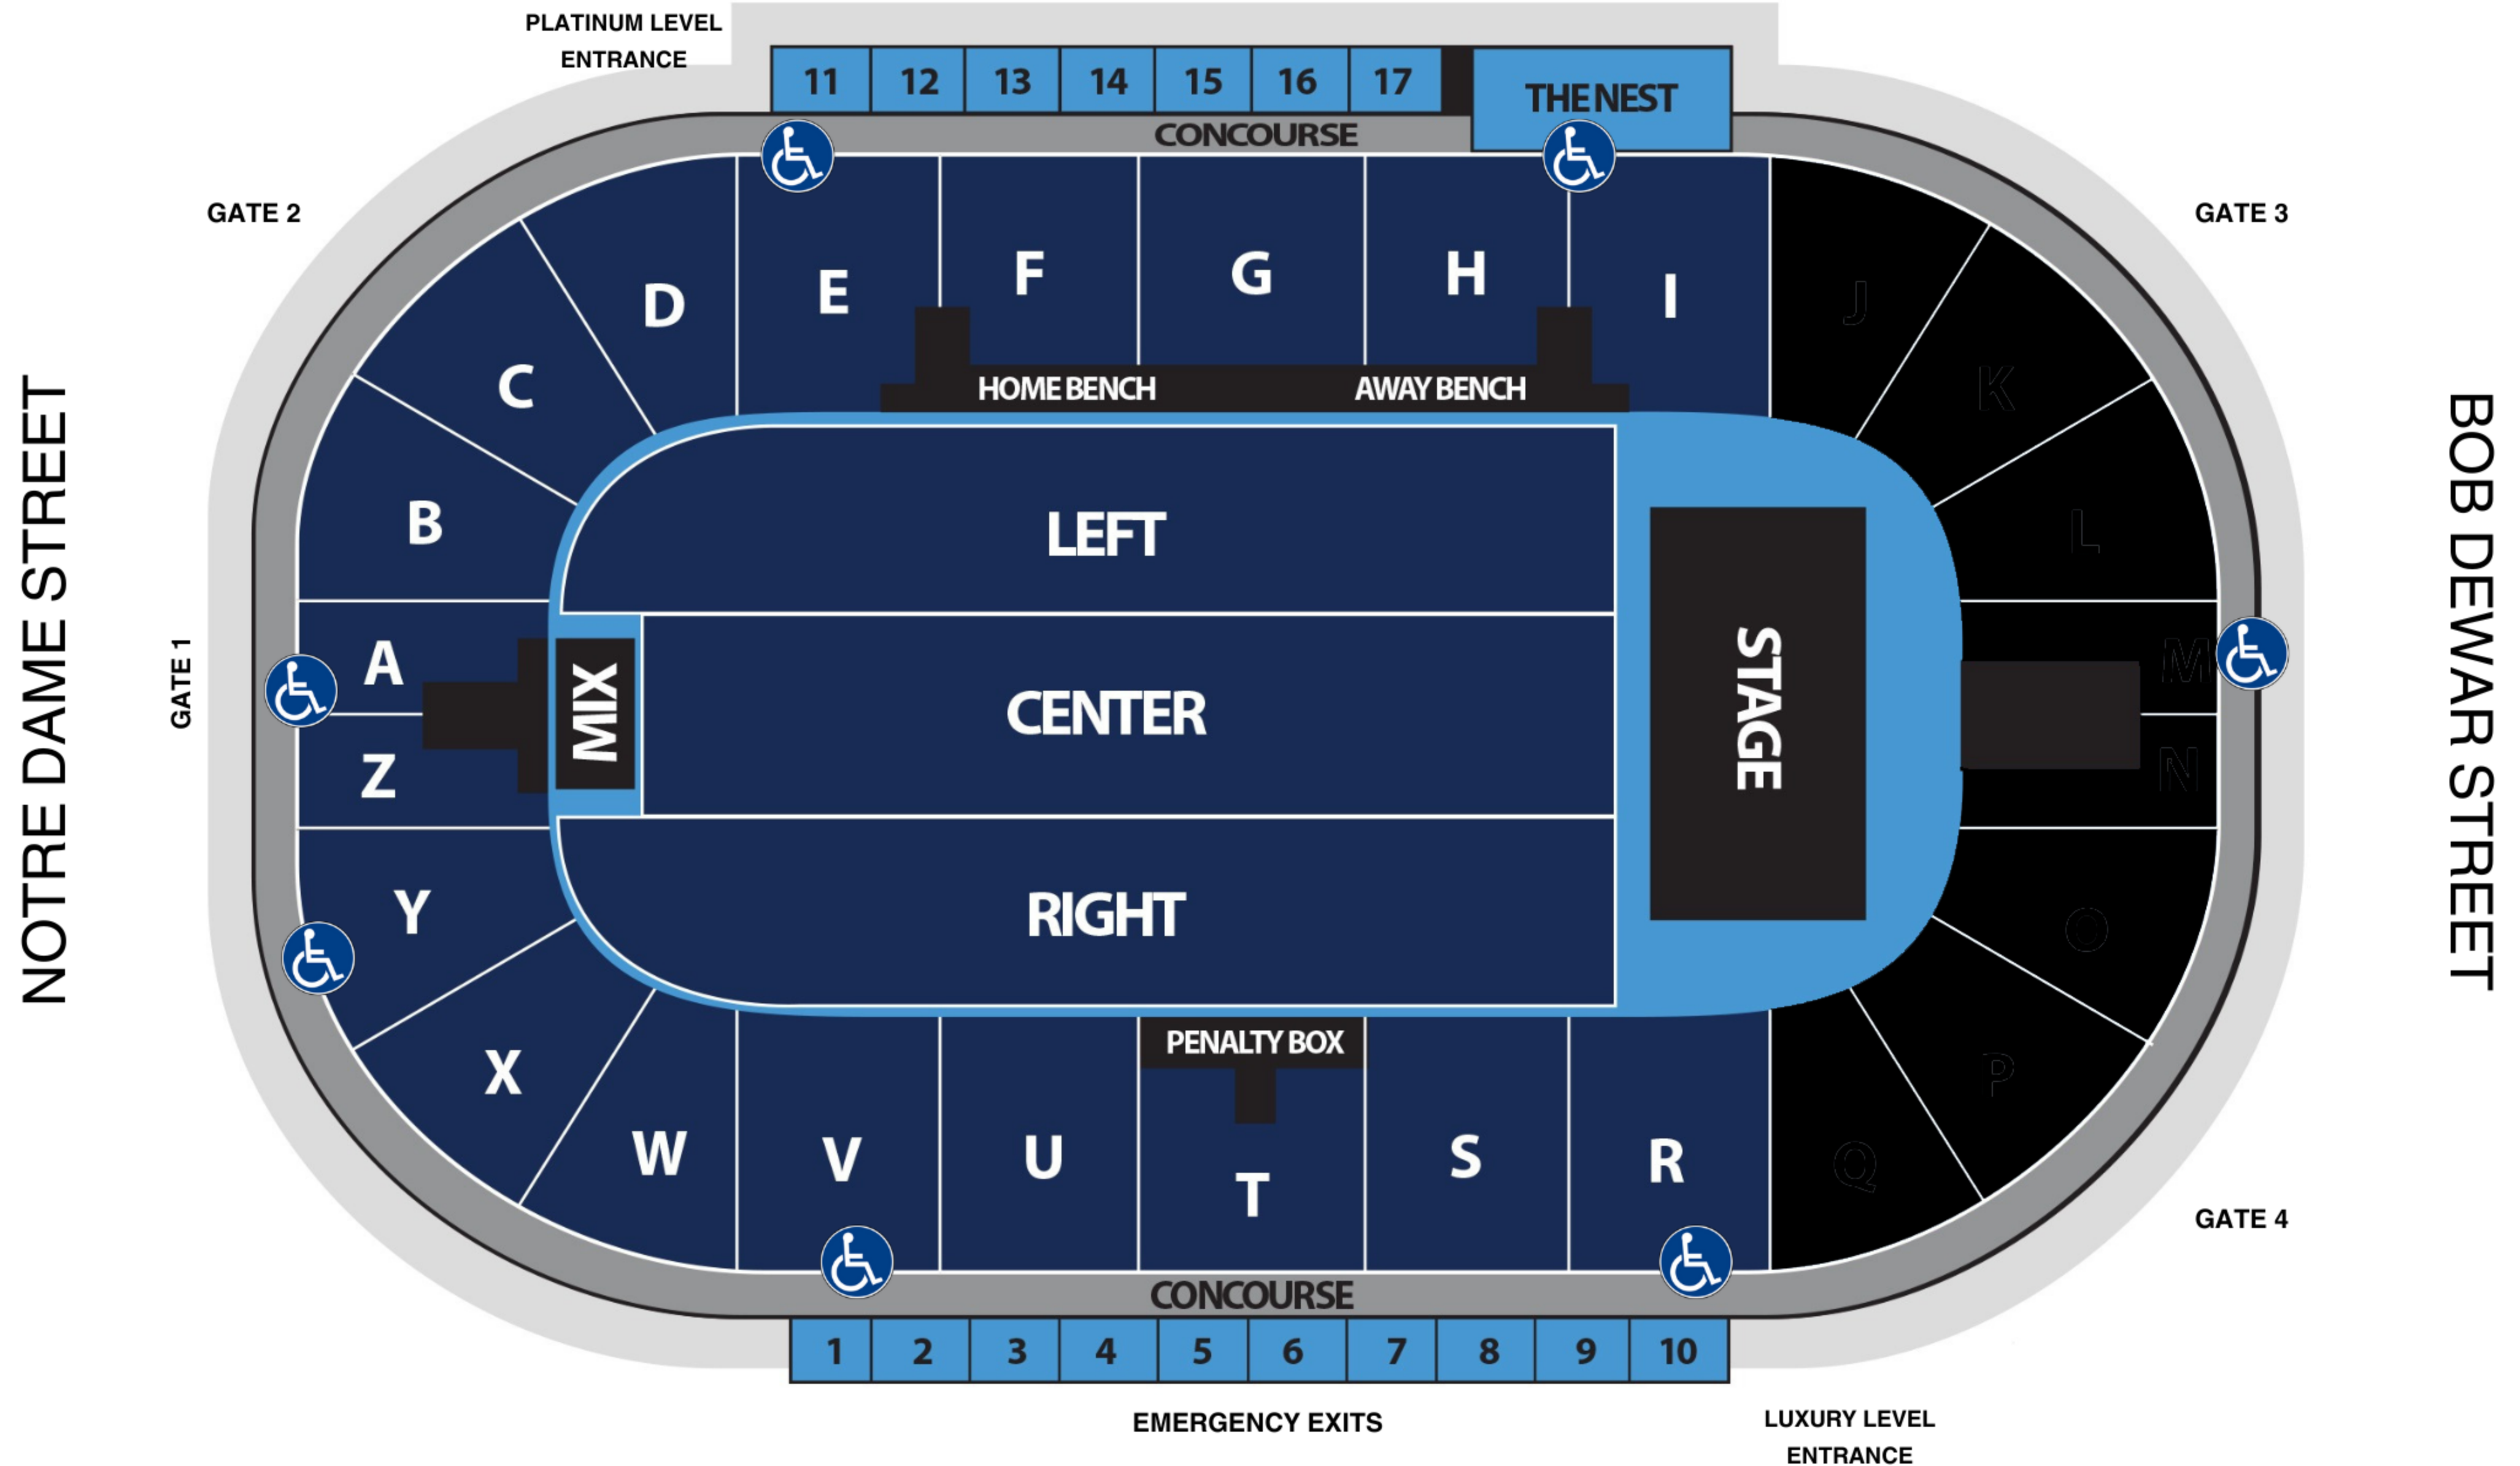 PLATINUM LEVEL
ENTRANCE
11 12 13 14 15 16 17
THE NEST
CONCOURSE
GATE 2
GATE 3
D
E
F
G
H
I
J
C
K
HOME BENCH
AWAY BENCH
B
LEFT
L
NOTRE DAME STREET
GATE 1
A
MIX
CENTER
STAGE
M
BOB DEWAR STREET
Z
N
Y
RIGHT
O
X
PENALTY BOX
P
W
V
U
T
S
R
Q
GATE 4
CONCOURSE
1 2 3 4 5 6 7 8 9 10
EMERGENCY EXITS
LUXURY LEVEL
ENTRANCE